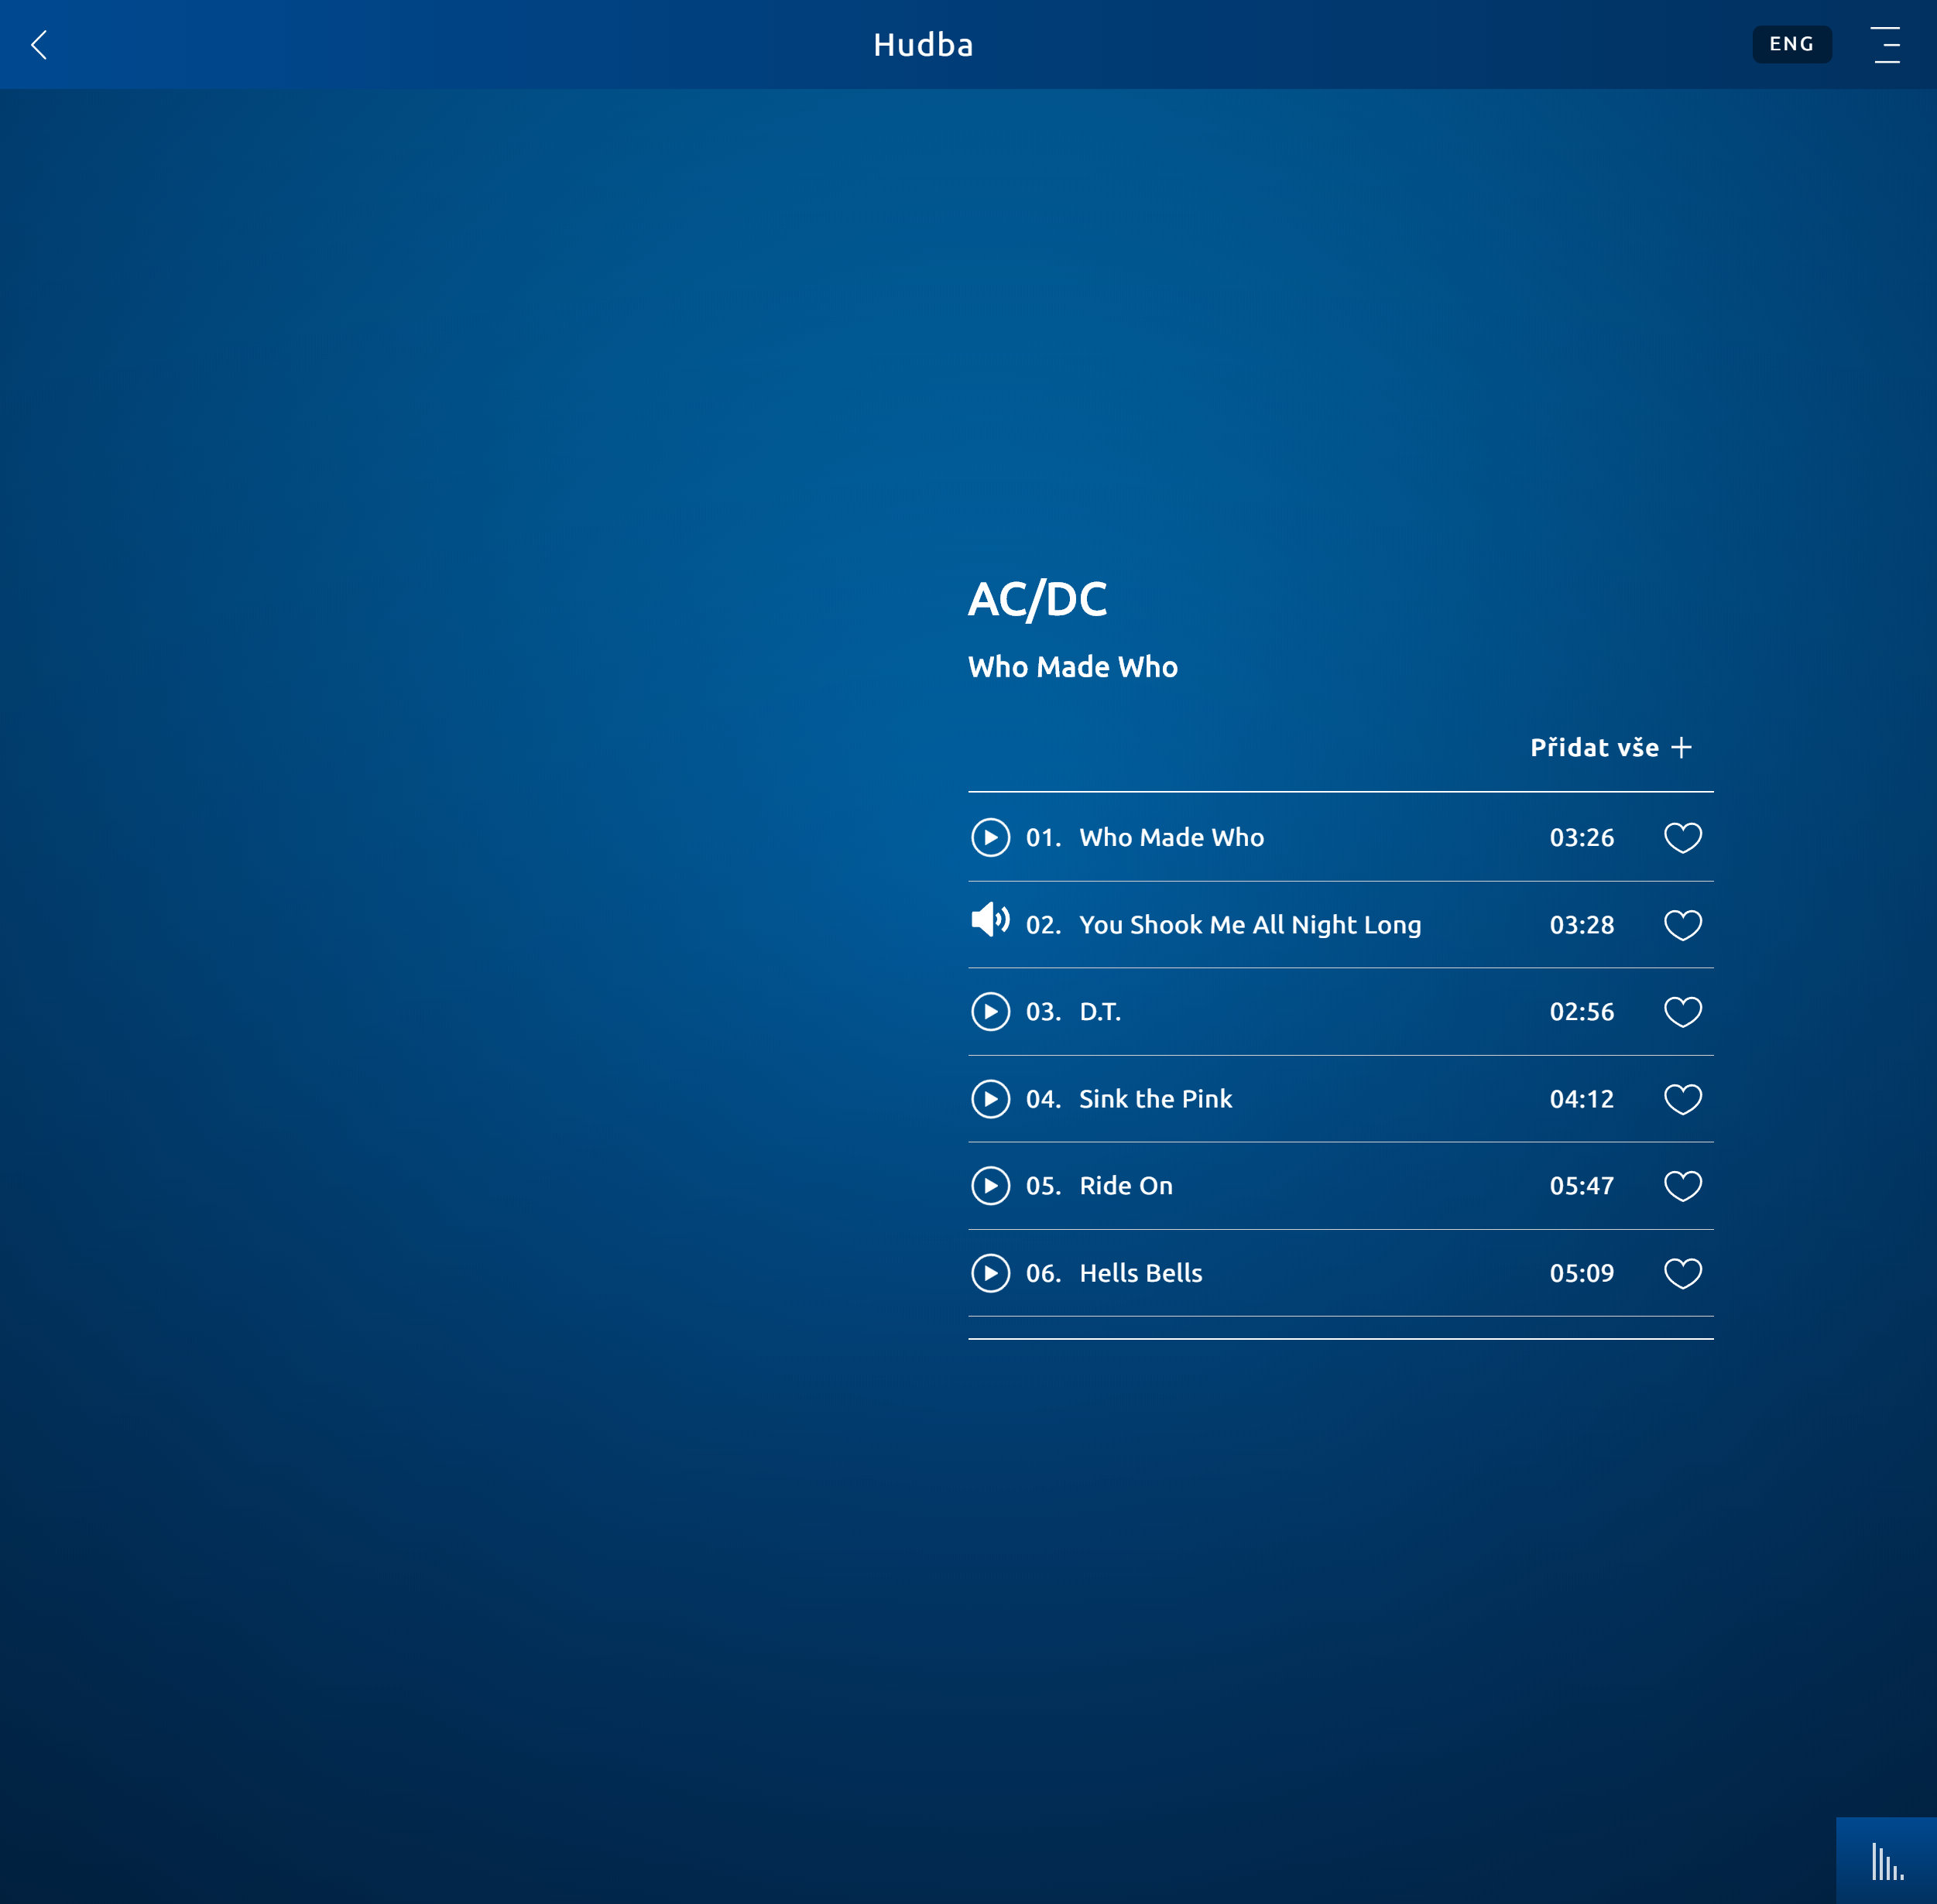 Hudba
ENG
AC/DC
Who Made Who
Přidat vše
01. Who Made Who 03:26
02. You Shook Me All Night Long 03:28
03. D.T. 02:56
04. Sink the Pink 04:12
05. Ride On 05:47
06. Hells Bells 05:09